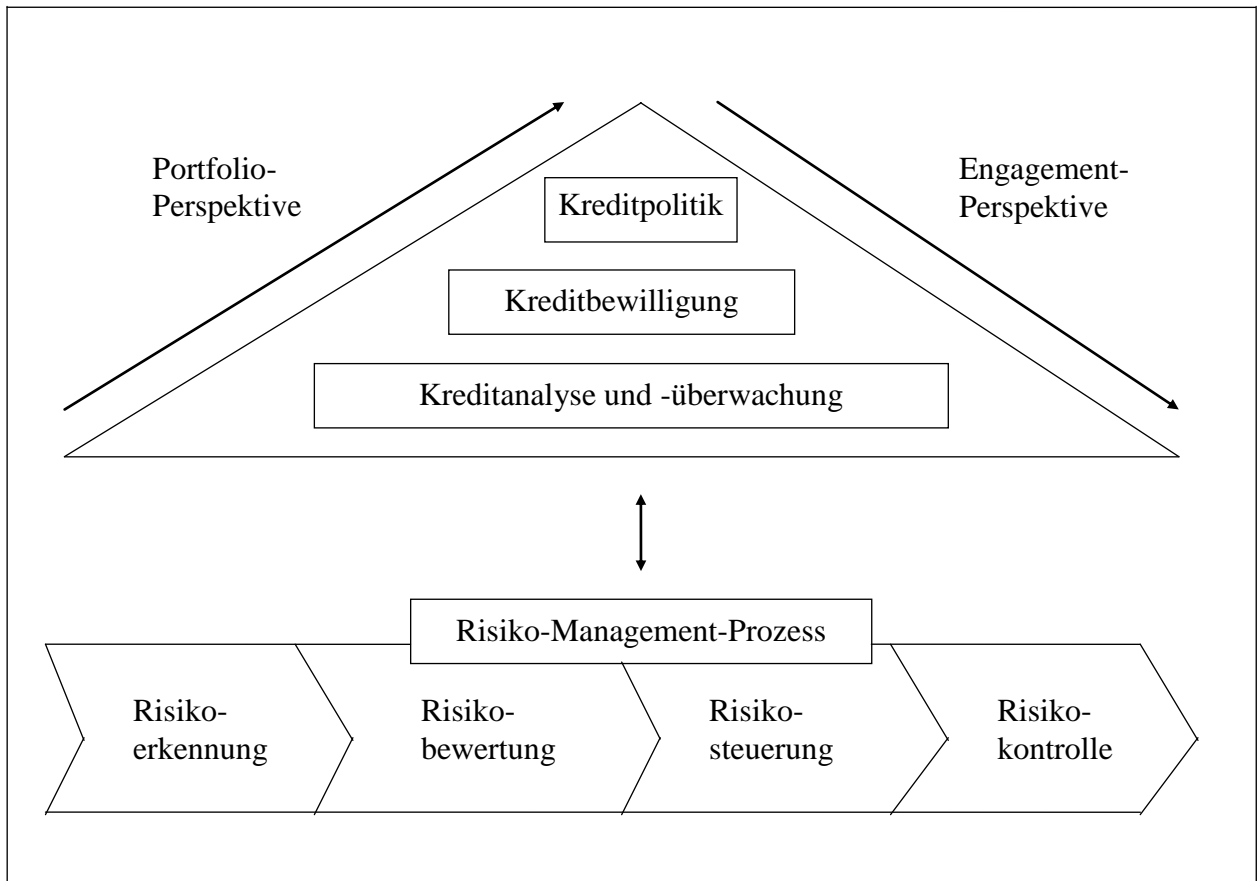 Portfolio-
Perspektive
Engagement-
Perspektive
Kreditpolitik
Kreditbewilligung
Kreditanalyse und -überwachung
Risiko-Management-Prozess
Risiko-
erkennung
Risiko-
bewertung
Risiko-
steuerung
Risiko-
kontrolle